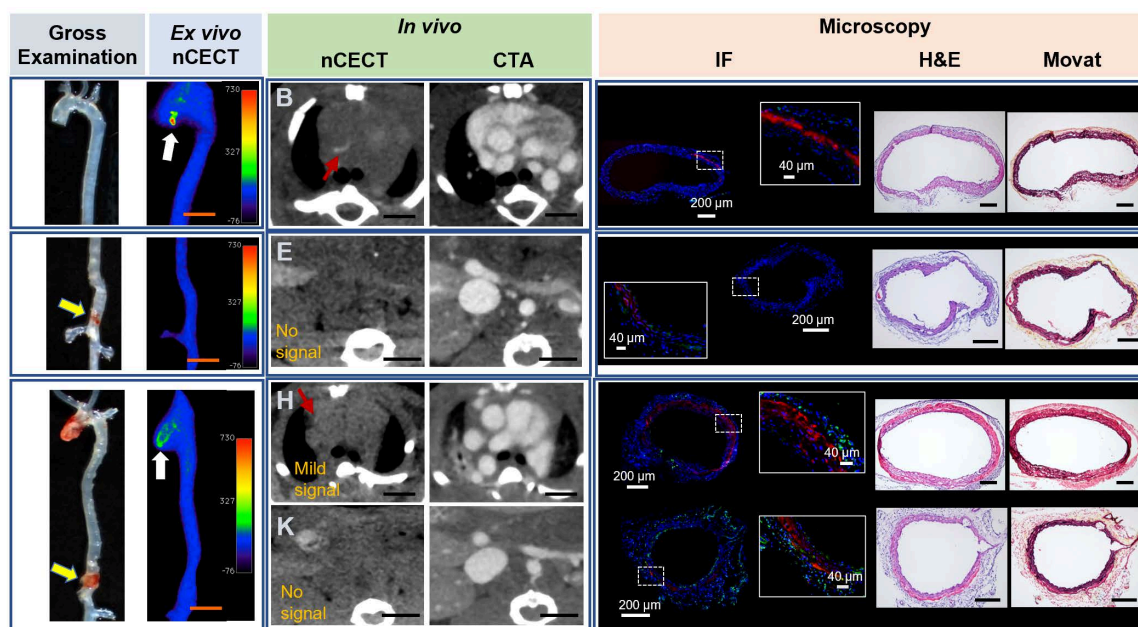 Gross
Examination
Ex vivo
nCECT
In vivo
nCECT
CTA
Microscopy
IF
H&E
Movat
730
327
-76
B
200 µm
40 µm
730
327
-76
E
No
signal
40 µm
200 µm
730
327
-76
H
Mild
signal
200 µm
40 µm
K
No
signal
200 µm
40 µm